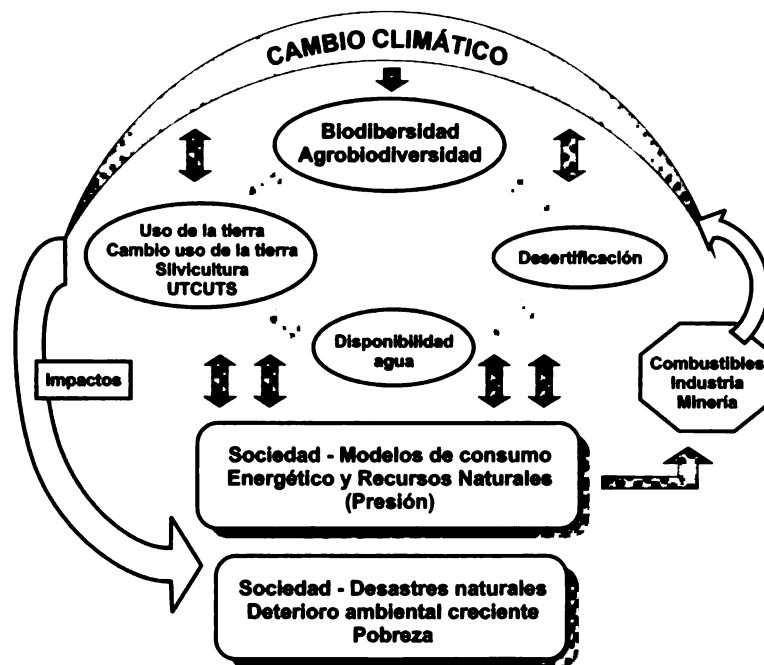 CAMBIO CLIMÁTICO
Biodibersidad
Agrobiodiversidad
Uso de la tierra
Cambio uso de la tierra
Silvicultura
UTCUTS
Desertificación
Disponibilidad
agua
Impactos
Combustibles
Industria
Minería
Sociedad - Modelos de consumo
Energético y Recursos Naturales
(Presión)
Sociedad - Desastres naturales
Deterioro ambiental creciente
Pobreza